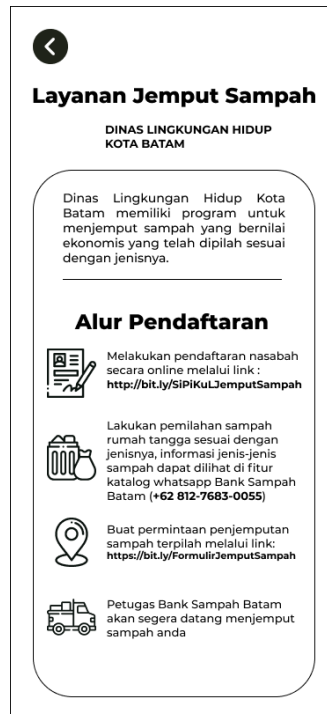 Layanan Jemput Sampah
DINAS LINGKUNGAN HIDUP
KOTA BATAM
Dinas Lingkungan Hidup Kota
Batam memiliki program untuk
menjemput sampah yang bernilai
ekonomis yang telah dipilah sesuai
dengan jenisnya.
Alur Pendaftaran
Melakukan pendaftaran nasabah
secara online melalui link :
http://bit.ly/SiPiKuLJemputSampah
Lakukan pemilahan sampah
rumah tangga sesuai dengan
jenisnya, informasi jenis-jenis
sampah dapat dilihat di fitur
katalog whatsapp Bank Sampah
Batam (+62 812-7683-0055)
Buat permintaan penjemputan
sampah terpilah melalui link:
https://bit.ly/FormulirJemputSampah
Petugas Bank Sampah Batam
akan segera datang menjemput
sampah anda